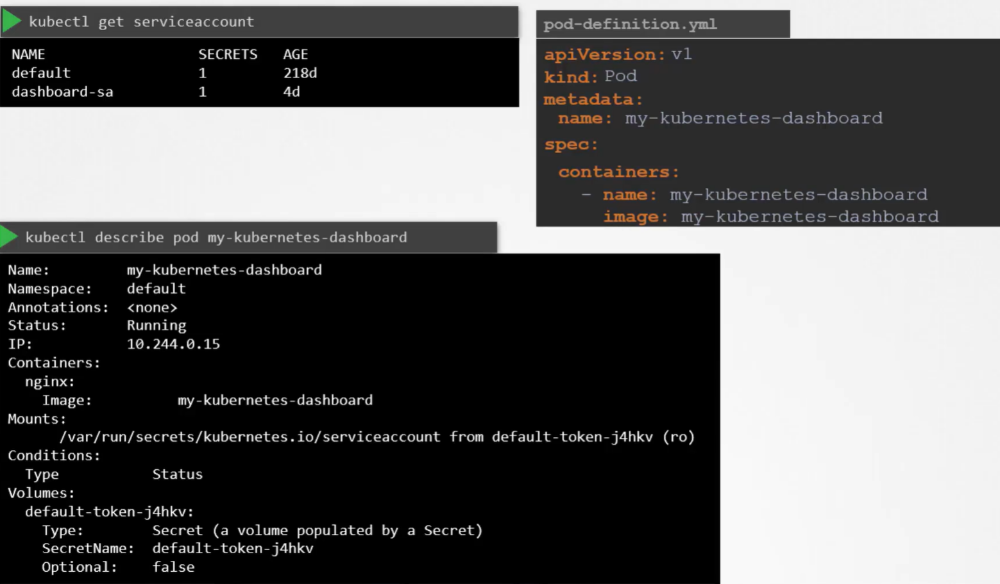 kubectl get serviceaccount
NAME SECRETS AGE
default 1 218d
dashboard-sa 1 4d
pod-definition.yml
apiVersion: v1
kind: Pod
metadata:
name: my-kubernetes-dashboard
spec:
containers:
- name: my-kubernetes-dashboard
image: my-kubernetes-dashboard
kubectl describe pod my-kubernetes-dashboard
Name: my-kubernetes-dashboard
Namespace: default
Annotations: <none>
Status: Running
IP: 10.244.0.15
Containers:
nginx:
Image: my-kubernetes-dashboard
Mounts:
/var/run/secrets/kubernetes.io/serviceaccount from default-token-j4hkv (ro)
Conditions:
Type Status
Volumes:
default-token-j4hkv:
Type: Secret (a volume populated by a Secret)
SecretName: default-token-j4hkv
Optional: false